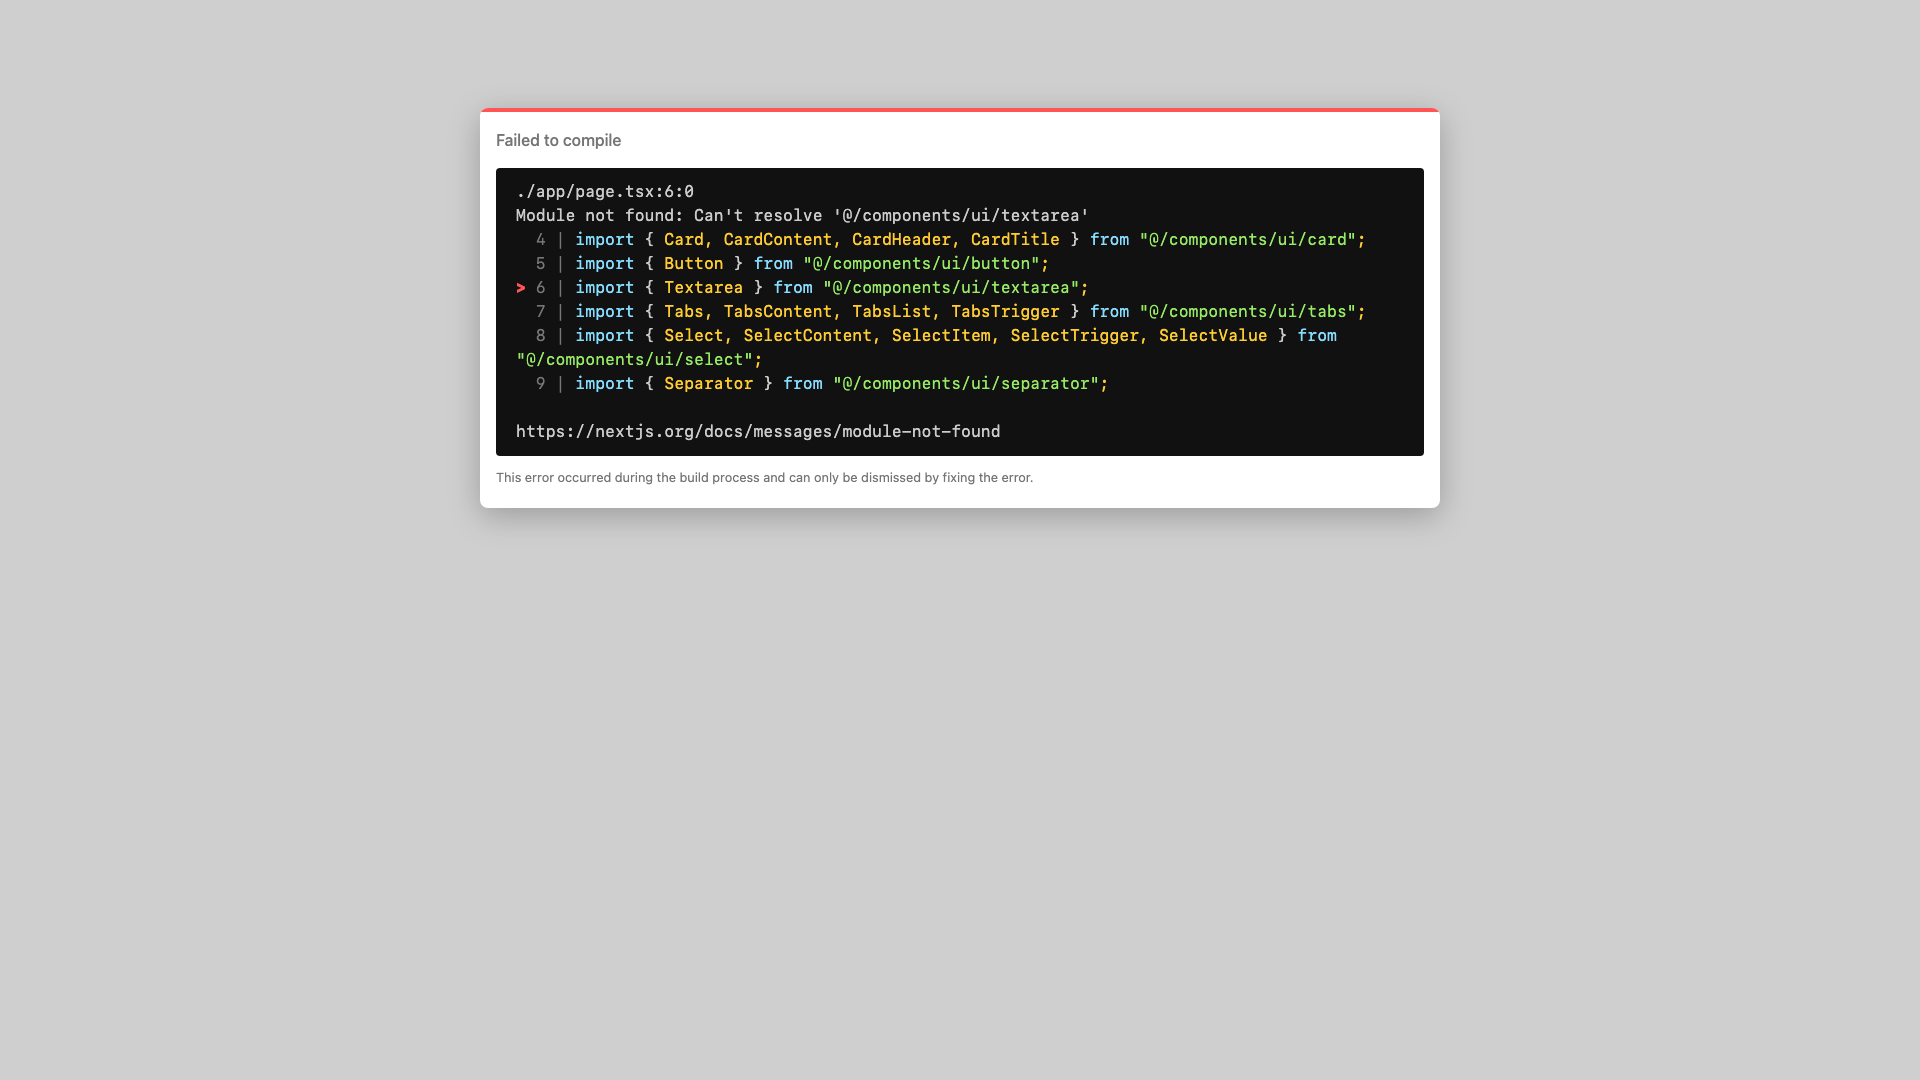 Failed to compile
./app/page.tsx:6:0
Module not found: Can't resolve '@/components/ui/textarea'
  4 | import { Card, CardContent, CardHeader, CardTitle } from "@/components/ui/card";
  5 | import { Button } from "@/components/ui/button";
> 6 | import { Textarea } from "@/components/ui/textarea";
  7 | import { Tabs, TabsContent, TabsList, TabsTrigger } from "@/components/ui/tabs";
  8 | import { Select, SelectContent, SelectItem, SelectTrigger, SelectValue } from
"@/components/ui/select";
  9 | import { Separator } from "@/components/ui/separator";
https://nextjs.org/docs/messages/module-not-found
This error occurred during the build process and can only be dismissed by fixing the error.